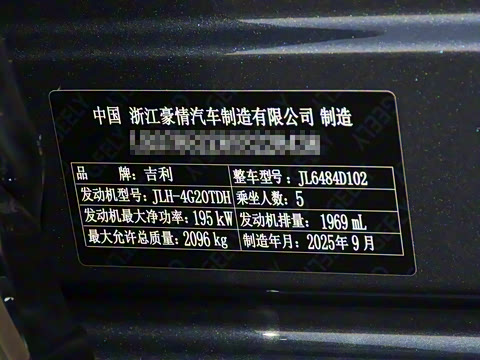 中国 浙江豪情汽车制造有限公司 制造
品 牌：吉利 整车型号：JL6484D102
发动机型号：JLH-4G20TDH 乘坐人数：5
发动机最大净功率：195 kW 发动机排量：1969 mL
最大允许总质量：2096 kg 制造年月：2025年9月